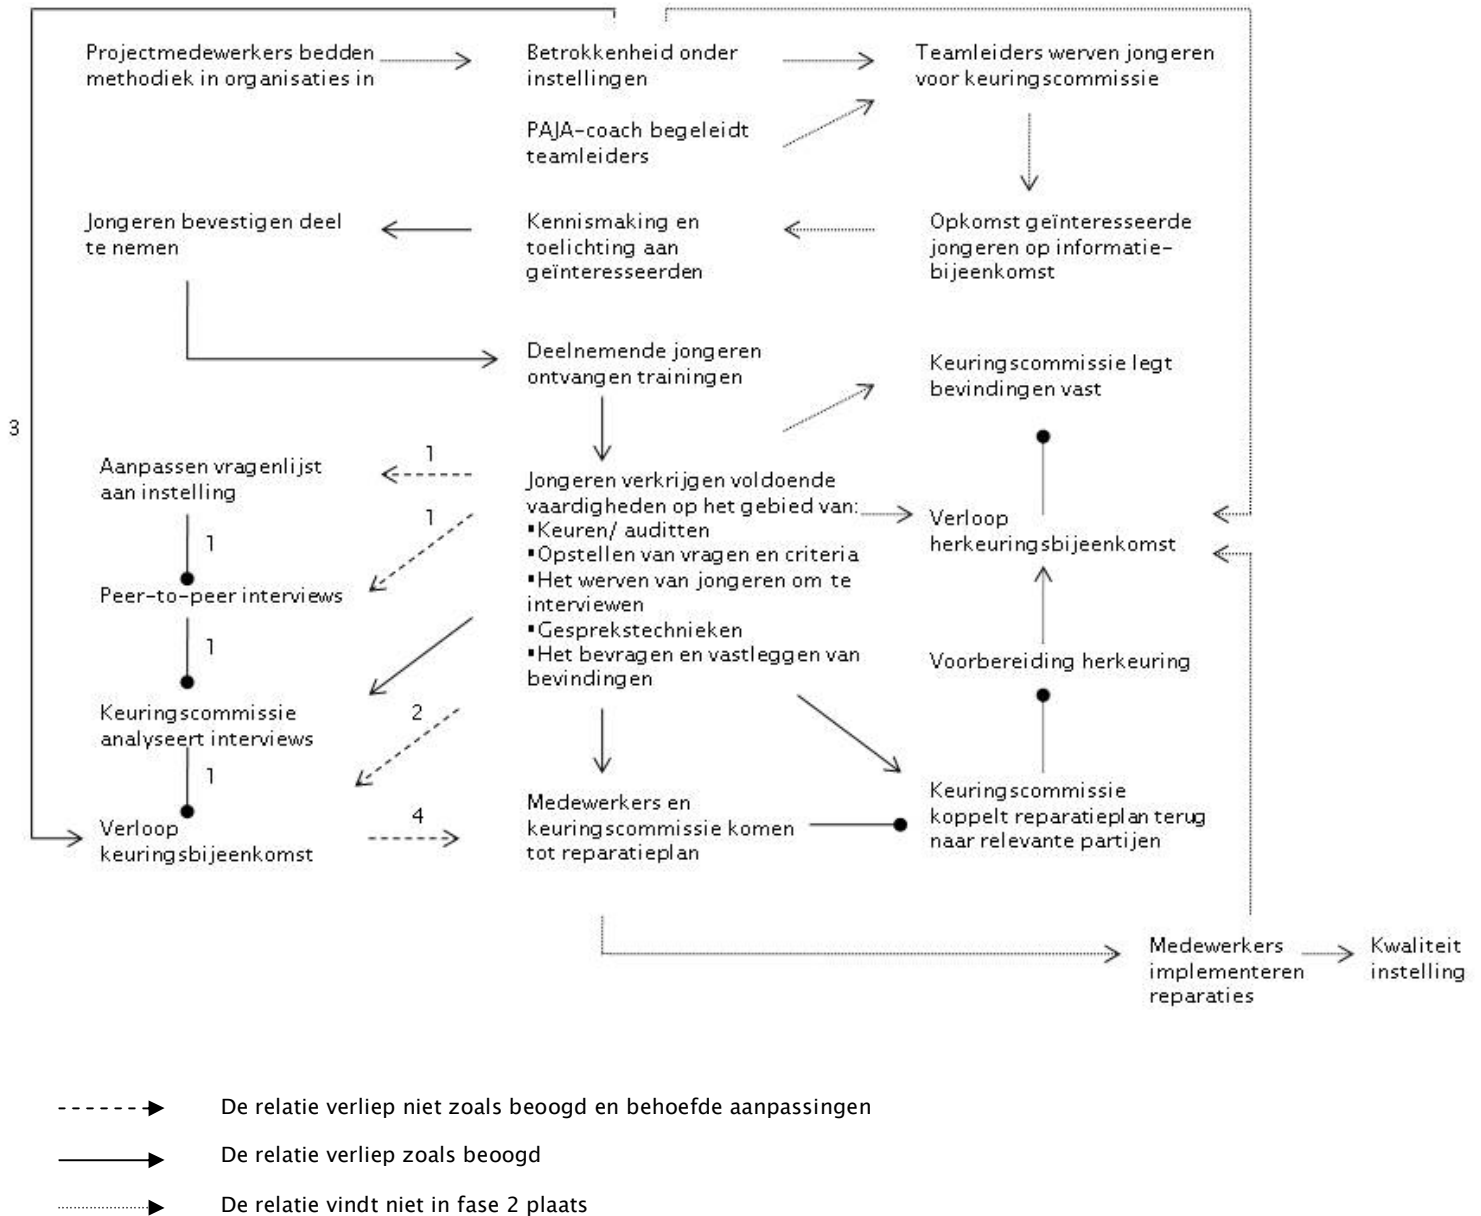 Projectmedewerkers bedden
methodiek in organisaties in
Betrokkenheid onder
instellingen
Teamleiders werven jongeren
voor keuringscommissie
PAJA-coach begeleidt
teamleiders
Jongeren bevestigen deel
te nemen
Kennismaking en
toelichting aan
geïnteresseerden
Opkomst geïnteresseerde
jongeren op informatie-
bijeenkomst
Deelnemende jongeren
ontvangen trainingen
Keuringscommissie legt
bevindingen vast
3
Aanpassen vragenlijst
aan instelling
1
1
1
Peer-to-peer interviews
1
Keuringscommissie
analyseert interviews
2
1
Verloop
keuringsbijeenkomst
4
Jongeren verkrijgen voldoende
vaardigheden op het gebied van:
▪Keuren/ auditten
▪Opstellen van vragen en criteria
▪Het werven van jongeren om te
interviewen
▪Gesprekstechnieken
▪Het bevragen en vastleggen van
bevindingen
Verloop
herkeuringsbijeenkomst
Voorbereiding herkeuring
Medewerkers en
keuringscommissie komen
tot reparatieplan
Keuringscommissie
koppelt reparatieplan terug
naar relevante partijen
Medewerkers
implementeren
reparaties
Kwaliteit
instelling
De relatie verliep niet zoals beoogd en behoefde aanpassingen
De relatie verliep zoals beoogd
De relatie vindt niet in fase 2 plaats